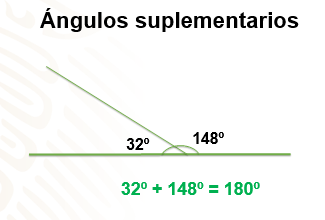 Ángulos suplementarios
32º 148º
32º + 148º = 180º